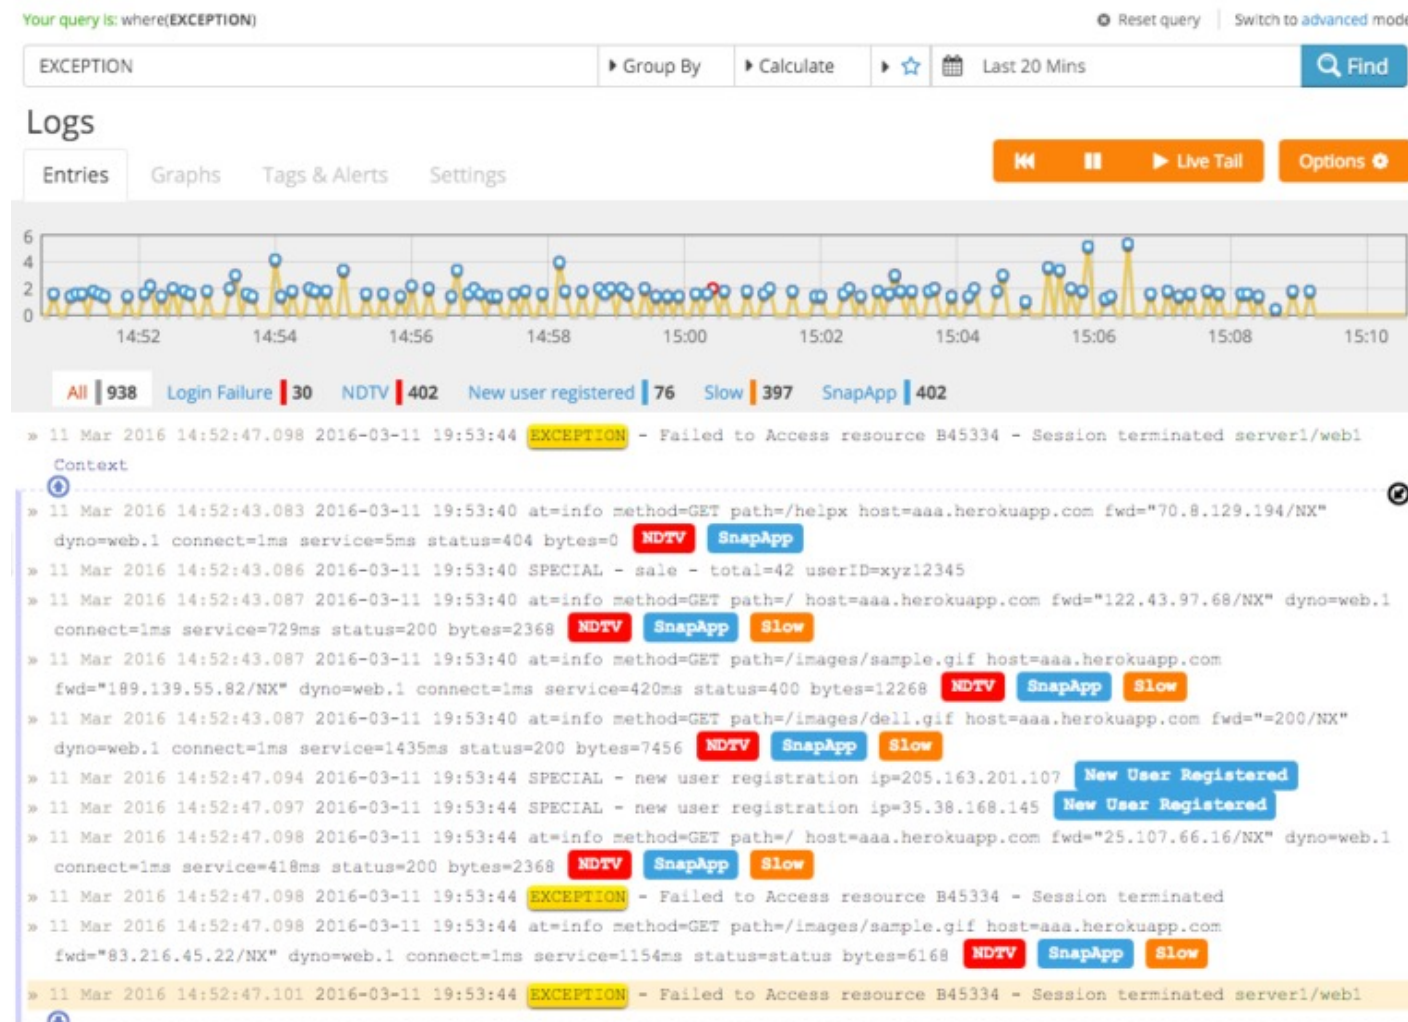 Your query is: where(EXCEPTION) Reset query Switch to advanced mode
EXCEPTION Group By Calculate Last 20 Mins Find
Logs
Entries Graphs Tags & Alerts Settings Live Tail Options
6
4
2
0
14:52 14:54 14:56 14:58 15:00 15:02 15:04 15:06 15:08 15:10
All 938 Login Failure 30 NDTV 402 New user registered 76 Slow 397 SnapApp 402
» 11 Mar 2016 14:52:47.098 2016-03-11 19:53:44 EXCEPTION - Failed to Access resource B45334 - Session terminated server1/web1
Context
» 11 Mar 2016 14:52:43.083 2016-03-11 19:53:40 at=info method=GET path=/helpx host=aaa.herokuapp.com fwd="70.8.129.194/NX"
dyno=web.1 connect=1ms service=5ms status=404 bytes=0 NDTV SnapApp
» 11 Mar 2016 14:52:43.086 2016-03-11 19:53:40 SPECIAL - sale - total=42 userID=xyz12345
» 11 Mar 2016 14:52:43.087 2016-03-11 19:53:40 at=info method=GET path=/ host=aaa.herokuapp.com fwd="122.43.97.68/NX" dyno=web.1
connect=1ms service=729ms status=200 bytes=2368 NDTV SnapApp Slow
» 11 Mar 2016 14:52:43.087 2016-03-11 19:53:40 at=info method=GET path=/images/sample.gif host=aaa.herokuapp.com
fwd="189.139.55.82/NX" dyno=web.1 connect=1ms service=420ms status=400 bytes=12268 NDTV SnapApp Slow
» 11 Mar 2016 14:52:43.087 2016-03-11 19:53:40 at=info method=GET path=/images/dell.gif host=aaa.herokuapp.com fwd="=200/NX"
dyno=web.1 connect=1ms service=1435ms status=200 bytes=7456 NDTV SnapApp Slow
» 11 Mar 2016 14:52:47.094 2016-03-11 19:53:44 SPECIAL - new user registration ip=205.163.201.107 New User Registered
» 11 Mar 2016 14:52:47.097 2016-03-11 19:53:44 SPECIAL - new user registration ip=35.38.168.145 New User Registered
» 11 Mar 2016 14:52:47.098 2016-03-11 19:53:44 at=info method=GET path=/ host=aaa.herokuapp.com fwd="25.107.66.16/NX" dyno=web.1
connect=1ms service=418ms status=200 bytes=2368 NDTV SnapApp Slow
» 11 Mar 2016 14:52:47.098 2016-03-11 19:53:44 EXCEPTION - Failed to Access resource B45334 - Session terminated
» 11 Mar 2016 14:52:47.098 2016-03-11 19:53:44 at=info method=GET path=/images/sample.gif host=aaa.herokuapp.com
fwd="83.216.45.22/NX" dyno=web.1 connect=1ms service=1154ms status=status bytes=6168 NDTV SnapApp Slow
» 11 Mar 2016 14:52:47.101 2016-03-11 19:53:44 EXCEPTION - Failed to Access resource B45334 - Session terminated server1/web1